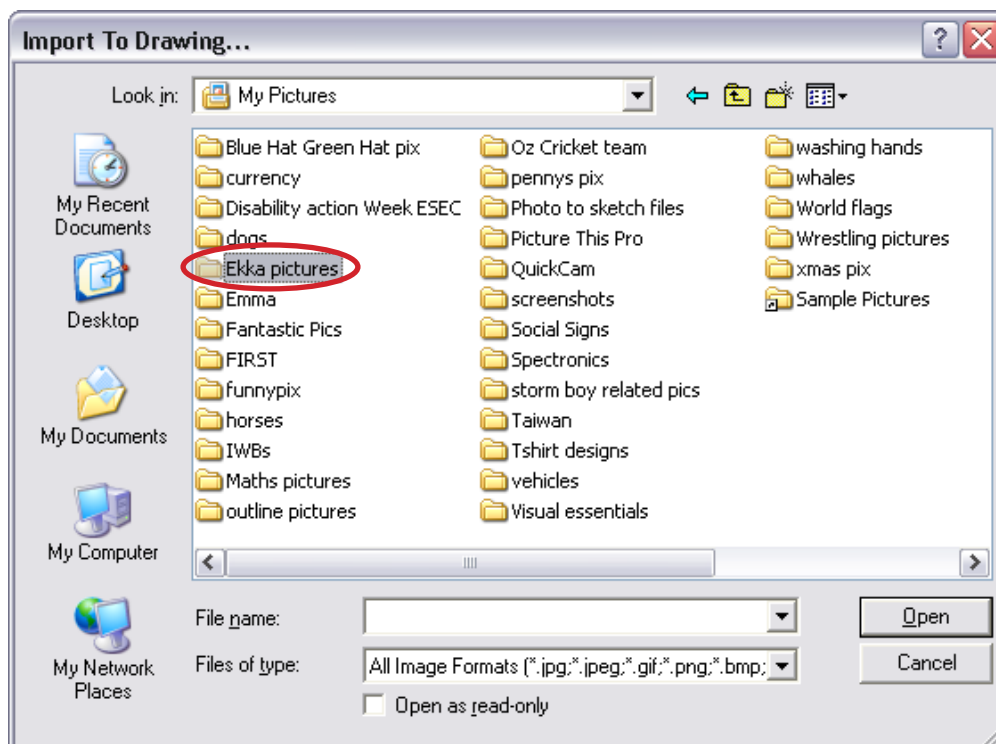 Import To Drawing...
Look in:
My Pictures
My Recent
Documents
Desktop
My Documents
My Computer
My Network
Places
Blue Hat Green Hat pix
currency
Disability action Week ESEC
dogs
Ekka pictures
Emma
Fantastic Pics
FIRST
funnypix
horses
IWBs
Maths pictures
outline pictures
Oz Cricket team
pennys pix
Photo to sketch files
Picture This Pro
QuickCam
screenshots
Social Signs
Spectronics
storm boy related pics
Taiwan
Tshirt designs
vehicles
Visual essentials
washing hands
whales
World flags
Wrestling pictures
xmas pix
Sample Pictures
File name:
Open
Files of type:
All Image Formats (*.jpg;*.jpeg;*.gif;*.png;*.bmp;
Cancel
Open as read-only